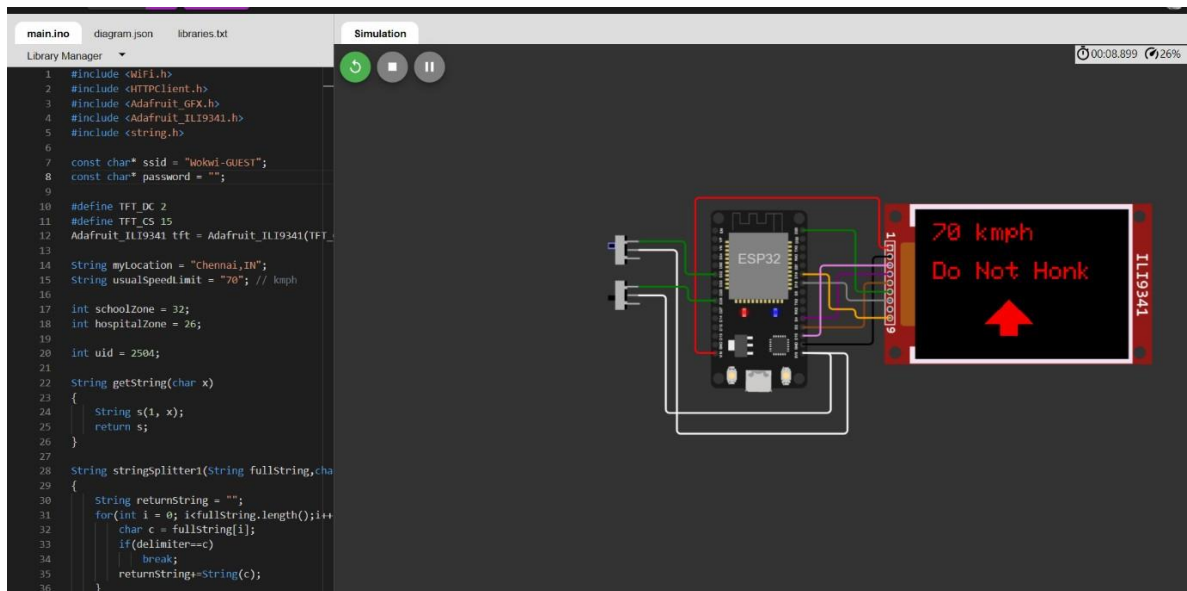 main.ino
diagram.json
libraries.txt
Library Manager
1 #include <WiFi.h>
2 #include <HTTPClient.h>
3 #include <Adafruit_GFX.h>
4 #include <Adafruit_ILI9341.h>
5 #include <string.h>
6
7 const char* ssid = "Wokwi-GUEST";
8 const char* password = "";
9
10 #define TFT_DC 2
11 #define TFT_CS 15
12 Adafruit_ILI9341 tft = Adafruit_ILI9341(TFT_
13
14 String myLocation = "Chennai,IN";
15 String usualSpeedLimit = "70"; // kmph
16
17 int schoolZone = 32;
18 int hospitalZone = 26;
19
20 int uid = 2504;
21
22 String getString(char x)
23 {
24 String s(1, x);
25 return s;
26 }
27
28 String stringSplitter1(String fullString,cha
29 {
30 String returnString = "";
31 for(int i = 0; i<fullString.length();i++
32 char c = fullString[i];
33 if(delimiter==c)
34 break;
35 returnString+=String(c);
36 }
Simulation
00:08.899 26%
ESP32
1
9
70 kmph
Do Not Honk
ILI9341